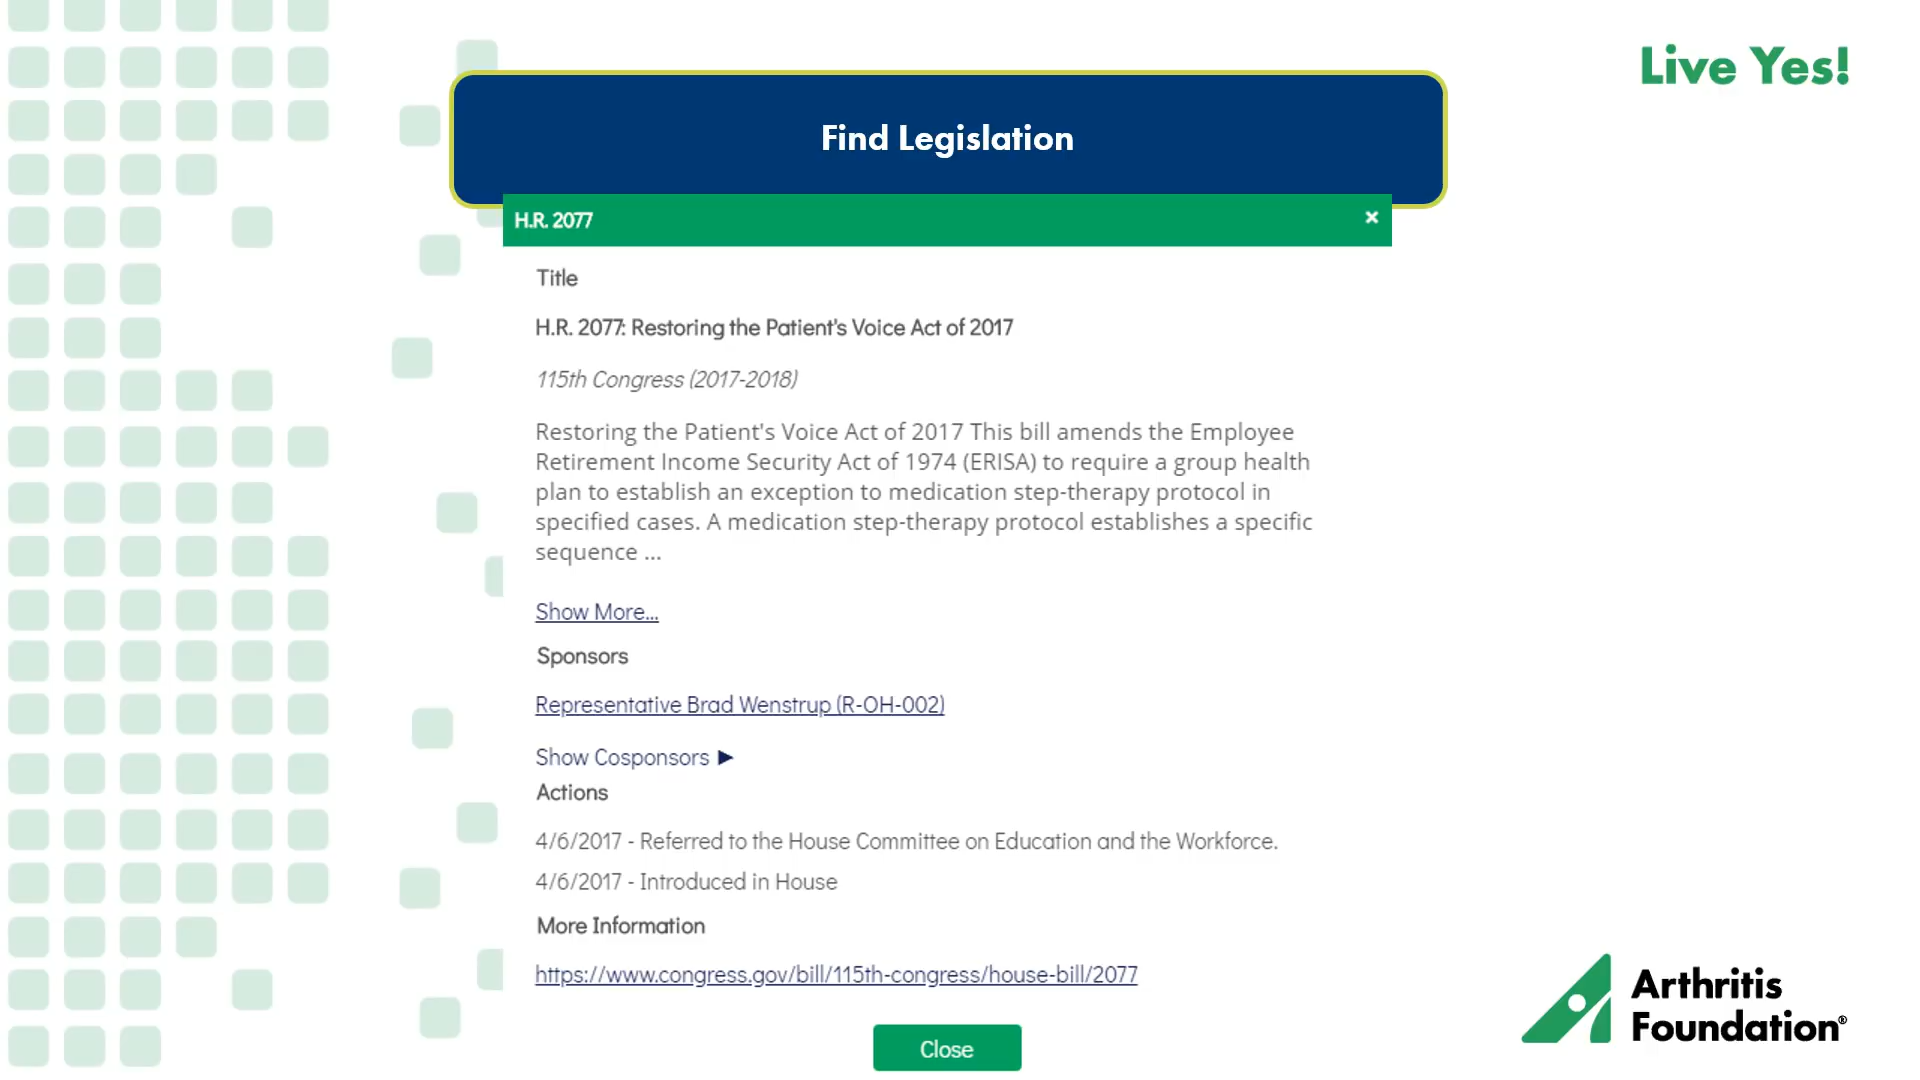 Live Yes!
Find Legislation
H.R. 2077 ×
Title
H.R. 2077: Restoring the Patient's Voice Act of 2017
115th Congress (2017-2018)
Restoring the Patient's Voice Act of 2017 This bill amends the Employee
Retirement Income Security Act of 1974 (ERISA) to require a group health
plan to establish an exception to medication step-therapy protocol in
specified cases. A medication step-therapy protocol establishes a specific
sequence ...
Show More...
Sponsors
Representative Brad Wenstrup (R-OH-002)
Show Cosponsors ▶
Actions
4/6/2017 - Referred to the House Committee on Education and the Workforce.
4/6/2017 - Introduced in House
More Information
https://www.congress.gov/bill/115th-congress/house-bill/2077
Close
Arthritis
Foundation®